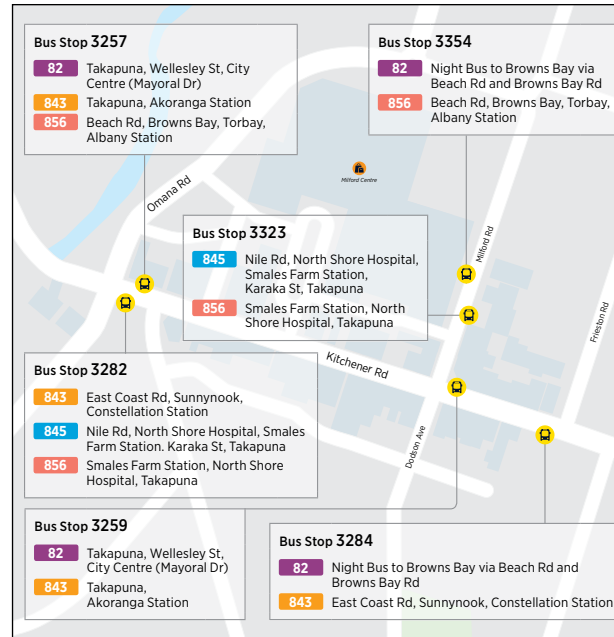 Bus Stop 3257
82 Takapuna, Wellesley St, City
Centre (Mayoral Dr)
843 Takapuna, Akoranga Station
856 Beach Rd, Browns Bay, Torbay,
Albany Station
Bus Stop 3354
82 Night Bus to Browns Bay via
Beach Rd and Browns Bay Rd
856 Beach Rd, Browns Bay, Torbay,
Albany Station
Milford Centre
Omana Rd
Milford Rd
Bus Stop 3323
845 Nile Rd, North Shore Hospital,
Smales Farm Station,
Karaka St, Takapuna
856 Smales Farm Station, North
Shore Hospital, Takapuna
Frieston Rd
Kitchener Rd
Bus Stop 3282
843 East Coast Rd, Sunnynook,
Constellation Station
845 Nile Rd, North Shore Hospital, Smales
Farm Station. Karaka St, Takapuna
856 Smales Farm Station, North Shore
Hospital, Takapuna
Dodson Ave
Bus Stop 3259
82 Takapuna, Wellesley St,
City Centre (Mayoral Dr)
843 Takapuna,
Akoranga Station
Bus Stop 3284
82 Night Bus to Browns Bay via Beach Rd and
Browns Bay Rd
843 East Coast Rd, Sunnynook, Constellation Station